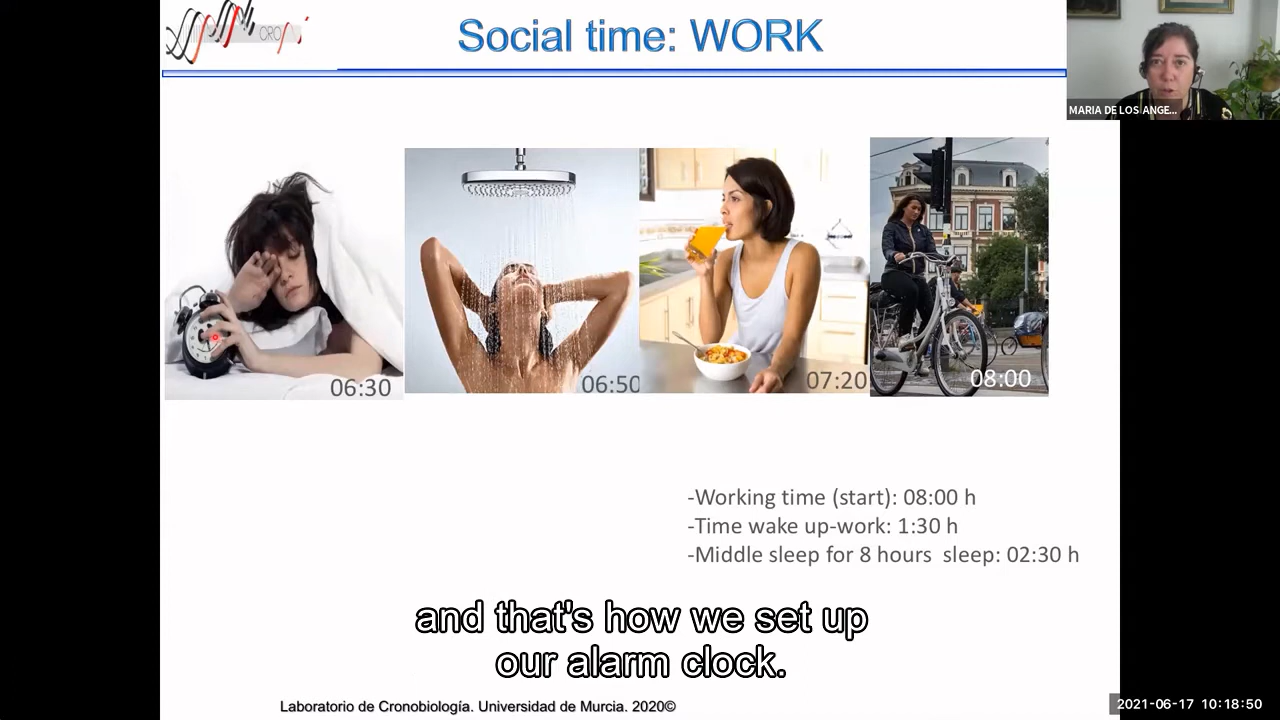 Social time: WORK
MARIA DE LOS ANGE...
06:30
06:50
07:20
08:00
-Working time (start): 08:00 h
-Time wake up-work: 1:30 h
-Middle sleep for 8 hours sleep: 02:30 h
and that's how we set up
our alarm clock.
Laboratorio de Cronobiología. Universidad de Murcia. 2020©
2021-06-17 10:18:50